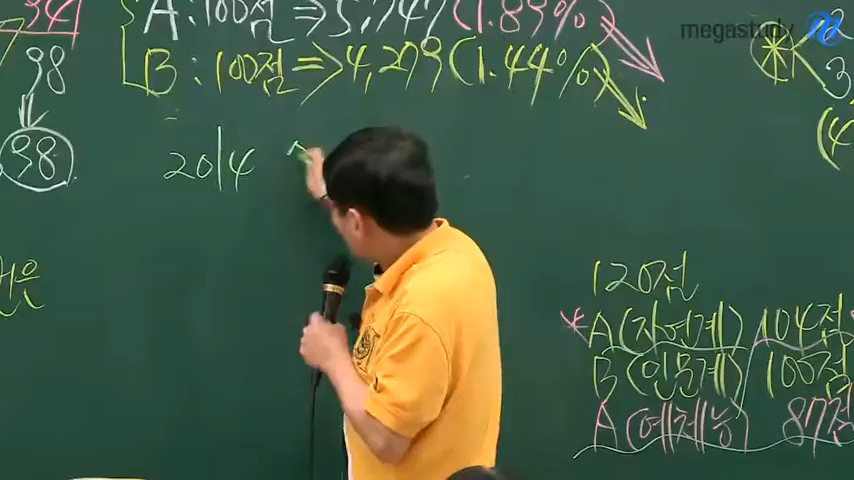 A : 100점 ⇒ 5,747 (1.89%)
B : 100점 ⇒ 4,209 (1.44%)
megastudy
98
98
2014
120점
* A (자연계) 104점
B (인문계) 100점
A (예체능) 87점